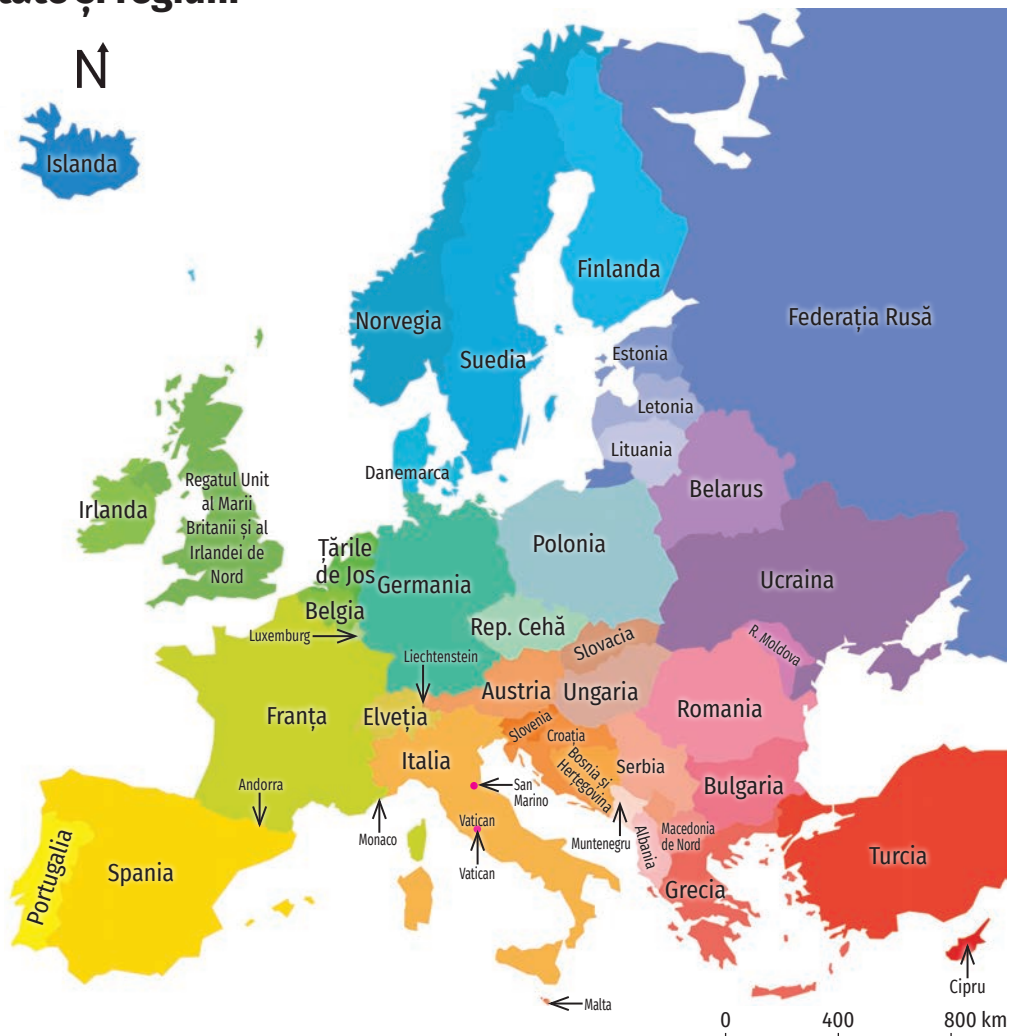 N
Islanda
Finlanda
Norvegia
Federația Rusă
Suedia
Estonia
Letonia
Lituania
Danemarca
Belarus
Regatul Unit
al Marii
Britanii și al
Irlandei de
Nord
Irlanda
Țările
de Jos
Polonia
Germania
Ucraina
Belgia
Rep. Cehă
Luxemburg
Slovacia
R. Moldova
Liechtenstein
Austria
Ungaria
Franța
Elveția
Romania
Slovenia
Croația
Italia
Bosnia și
Herțegovina
Serbia
Bulgaria
Andorra
San
Marino
Monaco
Vatican
Vatican
Muntenegru
Albania
Macedonia
de Nord
Turcia
Portugalia
Spania
Grecia
Cipru
Malta
0 400 800 km